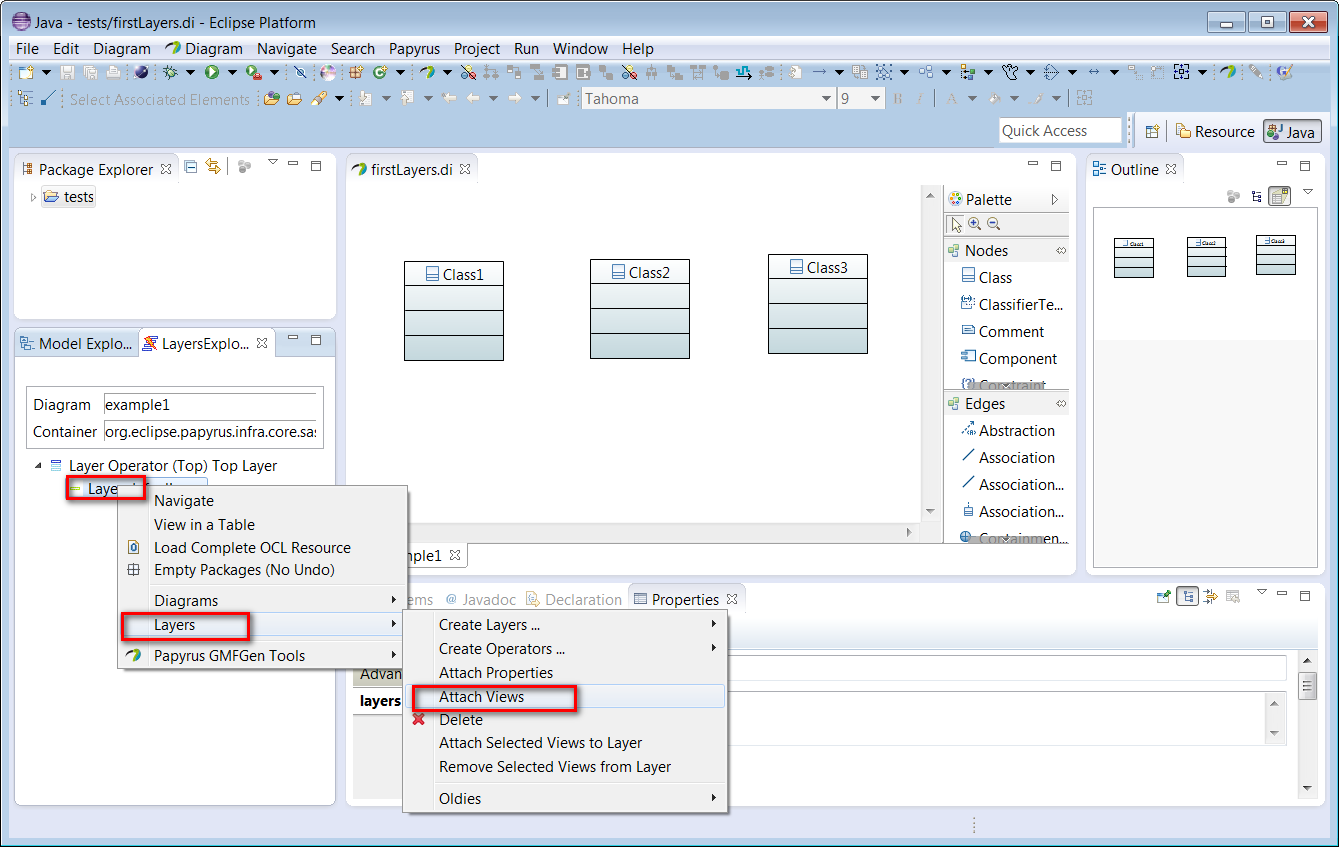 Java - tests/firstLayers.di - Eclipse Platform
File Edit Diagram Diagram Navigate Search Papyrus Project Run Window Help
Select Associated Elements Tahoma 9 B I A
Quick Access Resource Java
Package Explorer
tests
firstLayers.di
Class1
Class2
Class3
Palette
Nodes
Class
ClassifierTe...
Comment
Component
Constraint
Edges
Abstraction
Association
Association...
Association...
Containmen...
Outline
Class1
Class2
Class3
Model Explo... LayersExplo...
Diagram example1
Container org.eclipse.papyrus.infra.core.sas
Layer Operator (Top) Top Layer
Laye
Navigate
View in a Table
Load Complete OCL Resource
Empty Packages (No Undo)
Diagrams
Layers
Papyrus GMFGen Tools
mple1
ems @ Javadoc Declaration Properties
Advan
layers
Create Layers ...
Create Operators ...
Attach Properties
Attach Views
Delete
Attach Selected Views to Layer
Remove Selected Views from Layer
Oldies